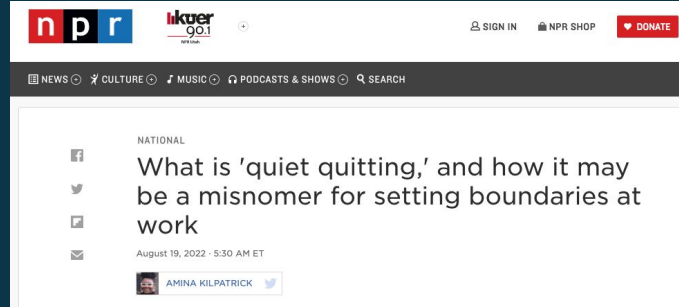 npr
kuer
90.1
NPR Utah
SIGN IN
NPR SHOP
DONATE
NEWS
CULTURE
MUSIC
PODCASTS & SHOWS
SEARCH
NATIONAL
What is 'quiet quitting,' and how it may
be a misnomer for setting boundaries at
work
August 19, 2022 · 5:30 AM ET
AMINA KILPATRICK